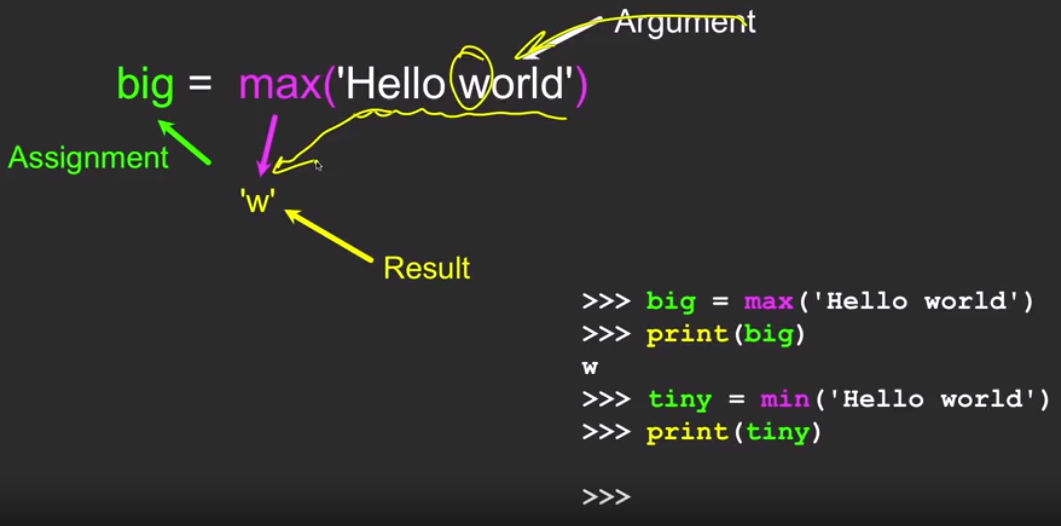 Argument
big = max('Hello world')
Assignment
'w'
Result
>>> big = max('Hello world')
>>> print(big)
w
>>> tiny = min('Hello world')
>>> print(tiny)
>>>